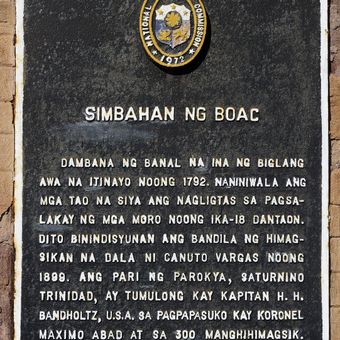 NATIONAL
COMMISSION
1972
SIMBAHAN NG BOAC
DAMBANA NG BANAL NA INA NG BIGLANG
AWA NA ITINAYO NOONG 1792. NANINIWALA ANG
MGA TAO NA SIYA ANG NAGLIGTAS SA PAGSA-
LAKAY NG MGA MORO NOONG IKA-18 DANTAON.
DITO BININDISYUNAN ANG BANDILA NG HIMAG-
SIKAN NA DALA NI CANUTO VARGAS NOONG
1899. ANG PARI NG PAROKYA, SATURNINO
TRINIDAD, AY TUMULONG KAY KAPITAN H. H.
BANDHOLTZ, U.S.A. SA PAGPAPASUKO KAY KORONEL
MAXIMO ABAD AT SA 300 MANGHIHIMAGSIK.